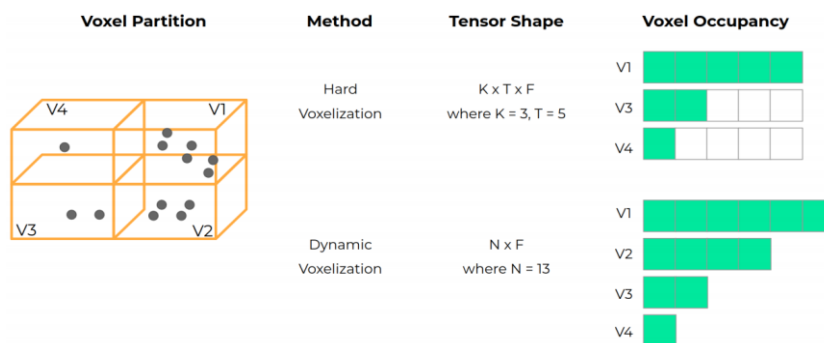 Voxel Partition
Method
Tensor Shape
Voxel Occupancy
V4
V1
V3
V2
Hard
Voxelization
K x T x F
where K = 3, T = 5
V1
V3
V4
Dynamic
Voxelization
N x F
where N = 13
V1
V2
V3
V4